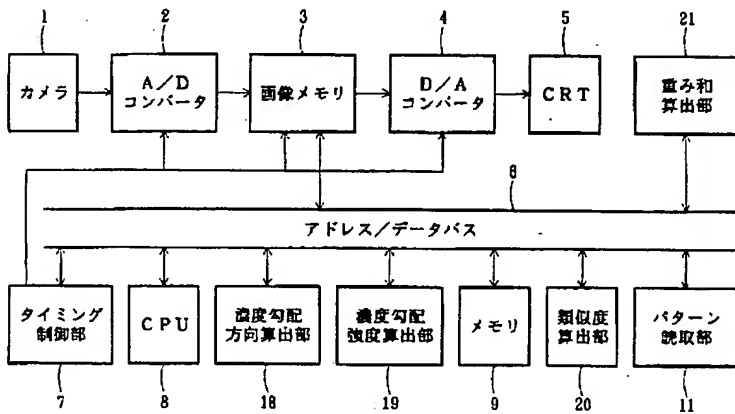 1
2
3
4
5
21
カメラ
A/D
コンバータ
画像メモリ
D/A
コンバータ
CRT
重み和
算出部
6
アドレス/データバス
タイミング
制御部
CPU
濃度勾配
方向算出部
濃度勾配
強度算出部
メモリ
類似度
算出部
パターン
読取部
7
8
18
19
9
20
11